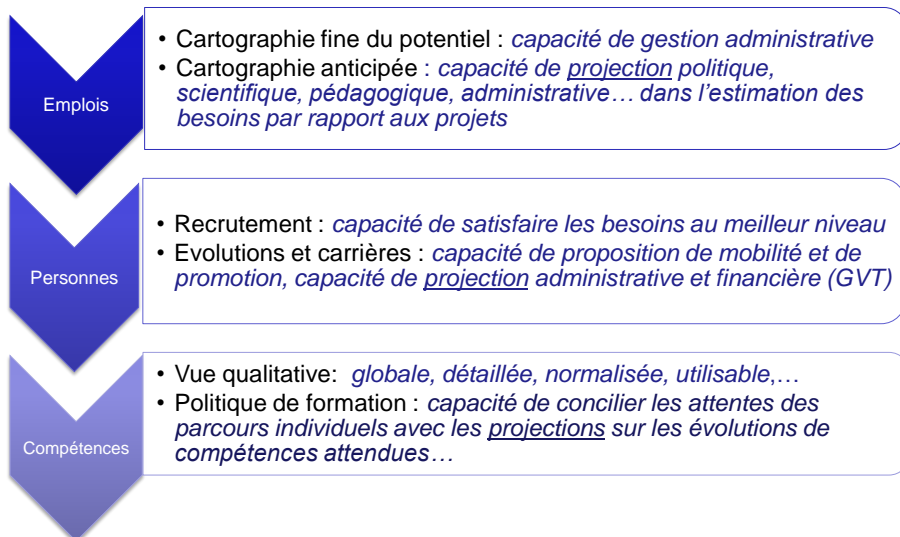 Emplois
• Cartographie fine du potentiel : capacité de gestion administrative
• Cartographie anticipée : capacité de projection politique,
scientifique, pédagogique, administrative… dans l'estimation des
besoins par rapport aux projets
Personnes
• Recrutement : capacité de satisfaire les besoins au meilleur niveau
• Evolutions et carrières : capacité de proposition de mobilité et de
promotion, capacité de projection administrative et financière (GVT)
Compétences
• Vue qualitative: globale, détaillée, normalisée, utilisable,…
• Politique de formation : capacité de concilier les attentes des
parcours individuels avec les projections sur les évolutions de
compétences attendues…